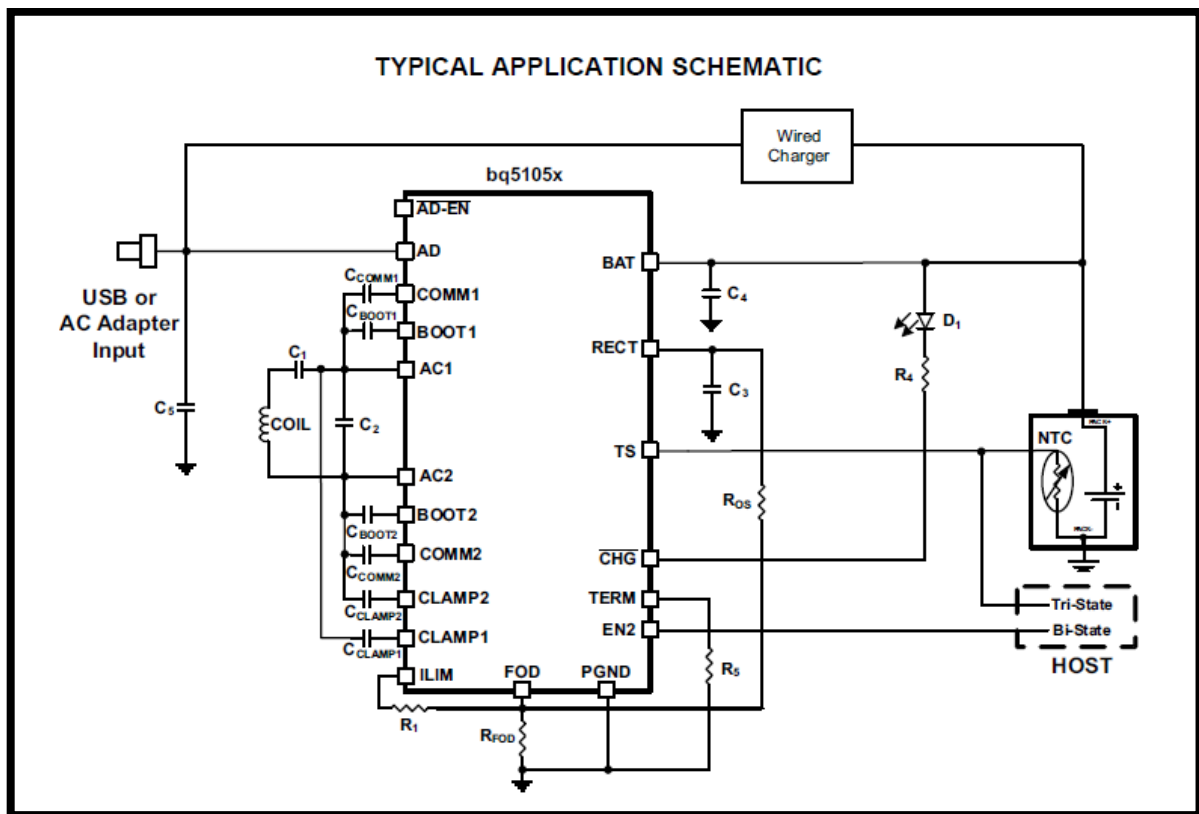 TYPICAL APPLICATION SCHEMATIC
Wired
Charger
bq5105x
AD-EN
AD
USB or
AC Adapter
Input
CCOMM1
COMM1
CBOOT1
BOOT1
C1
AC1
C5
COIL
C2
AC2
BOOT2
CBOOT2
COMM2
CCOMM2
CLAMP2
CCLAMP2
CLAMP1
CCLAMP1
ILIM
FOD
PGND
R1
RFOD
BAT
C4
D1
RECT
C3
R4
TS
ROS
CHG
TERM
EN2
R5
PACK+
NTC
+
-
PACK-
Tri-State
Bi-State
HOST